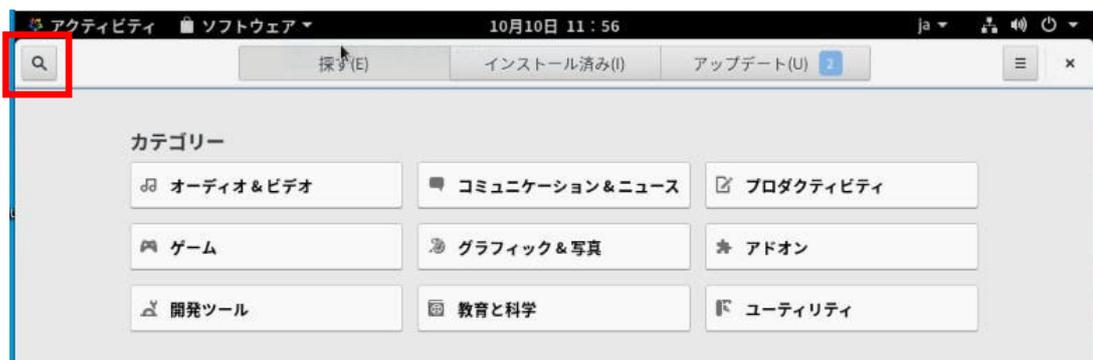 アクティビティ ソフトウェア 10月10日 11：56 ja
探す(E) インストール済み(I) アップデート(U) 2
カテゴリー
オーディオ&ビデオ コミュニケーション&ニュース プロダクティビティ
ゲーム グラフィック&写真 アドオン
開発ツール 教育と科学 ユーティリティ